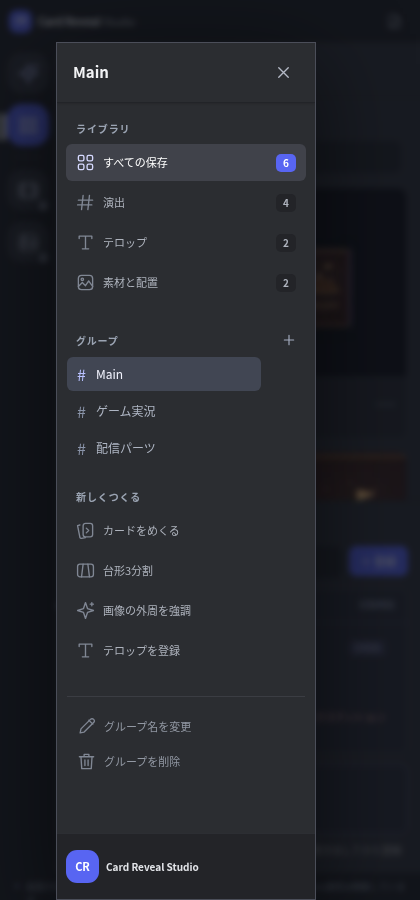 Main
ライブラリ
すべての保存 6
# 演出 4
テロップ 2
素材と配置 2
グループ +
# Main
# ゲーム実況
# 配信パーツ
新しくつくる
カードをめくる
台形3分割
画像の外周を強調
テロップを登録
グループ名を変更
グループを削除
CR Card Reveal Studio